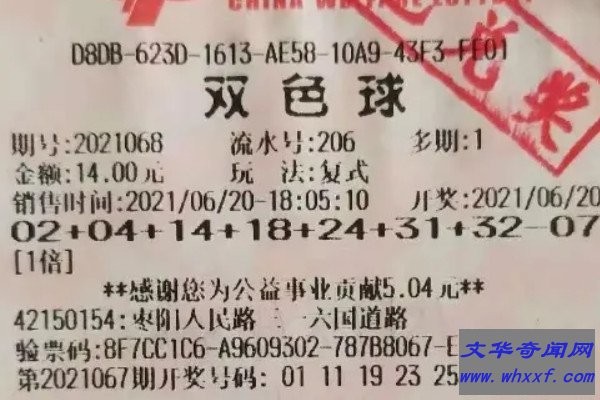 CHINA WELFARE LOTTERY
D8DB-623D-1613-AE58-10A9-43F3-FE01
已兑奖
双色球
期号:2021068 流水号:206 多期:1
金额:14.00元 玩 法:复式
销售时间:2021/06/20-18:05:10 开奖:2021/06/20
02+04+14+18+24+31+32-07
[1倍]
**感谢您为公益事业贡献5.04元**
42150154:枣阳人民路 三一六国道路
验票码:8F7CC1C6-A9609302-787B8067-E
第2021067期开奖号码: 01 11 19 23 25
文华奇闻网
www.whxxf.com